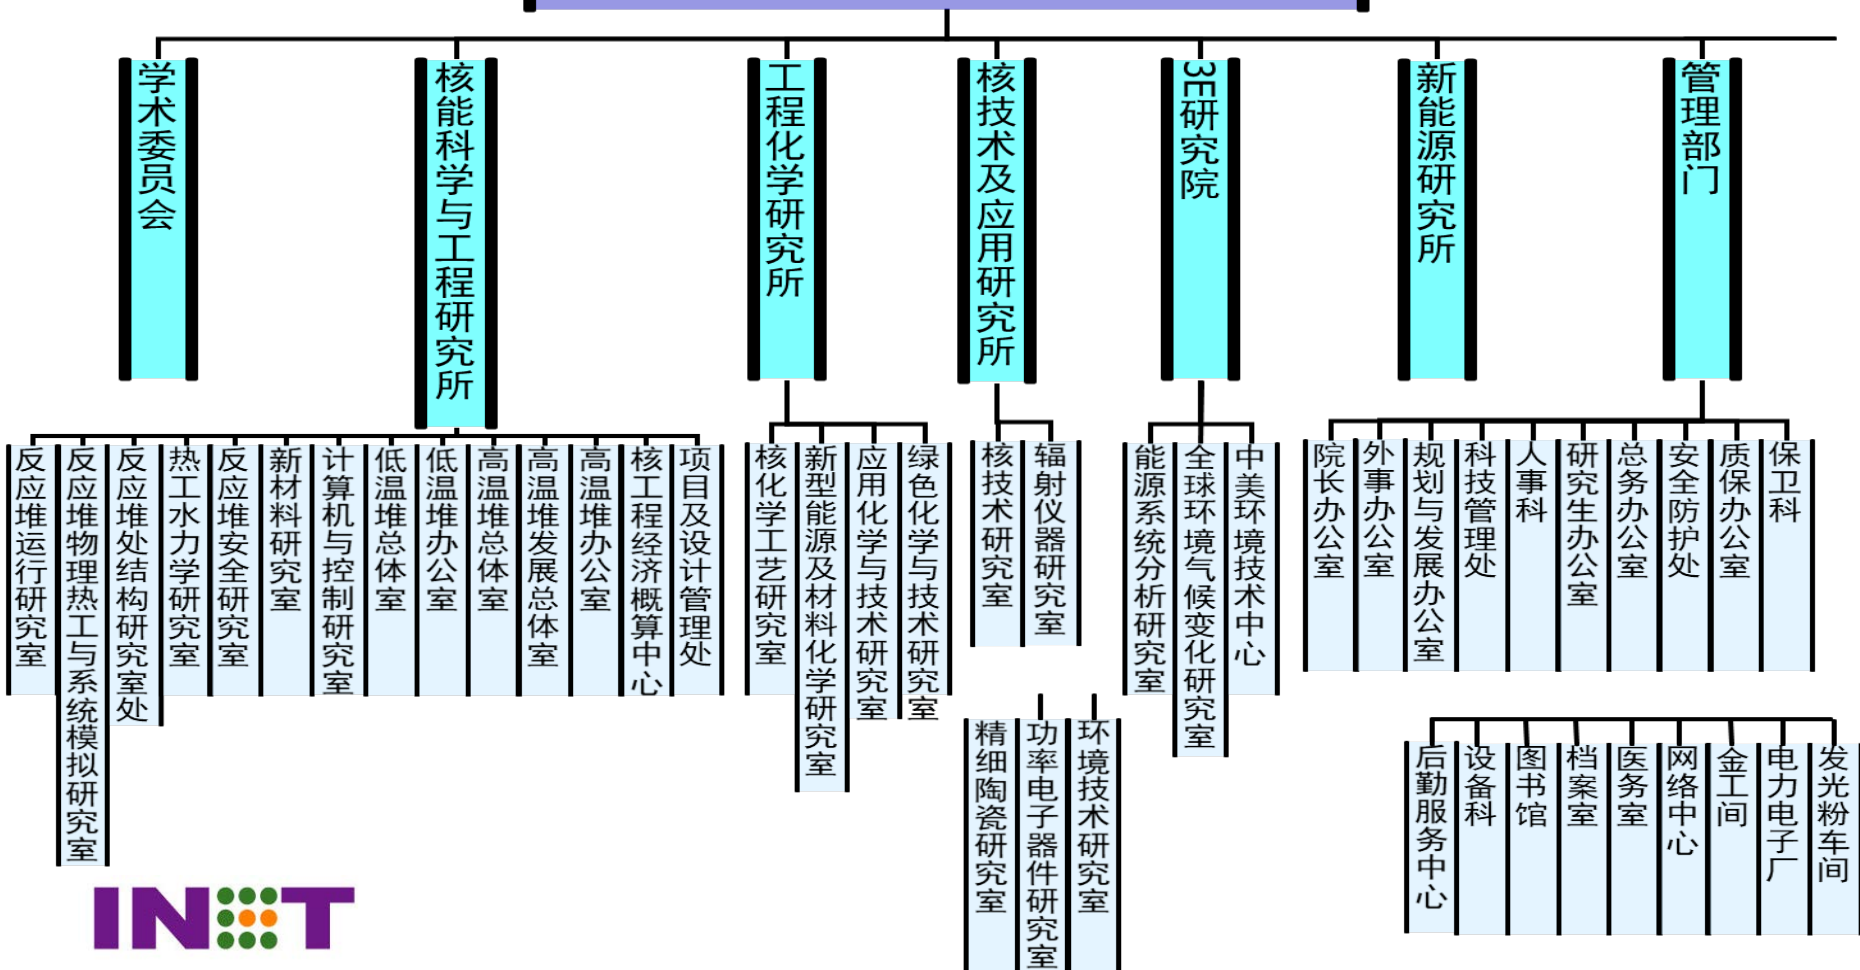 学术委员会
核能科学与工程研究所
工程化学研究所
核技术及应用研究所
3E研究院
新能源研究所
管理部门
反应堆运行研究室
反应堆物理热工与系统模拟研究室
反应堆处结构研究室处
热工水力学研究室
反应堆安全研究室
新材料研究室
计算机与控制研究室
低温堆总体室
低温堆办公室
高温堆总体室
高温堆发展总体室
高温堆办公室
核工程经济概算中心
项目及设计管理处
核化学工艺研究室
新型能源及材料化学研究室
应用化学与技术研究室
绿色化学与技术研究室
核技术研究室
辐射仪器研究室
能源系统分析研究室
全球环境气候变化研究室
中美环境技术中心
院长办公室
外事办公室
规划与发展办公室
科技管理处
人事科
研究生办公室
总务办公室
安全防护处
质保办公室
保卫科
精细陶瓷研究室
功率电子器件研究室
环境技术研究室
后勤服务中心
设备科
图书馆
档案室
医务室
网络中心
金工间
电力电子厂
发光粉车间
INET